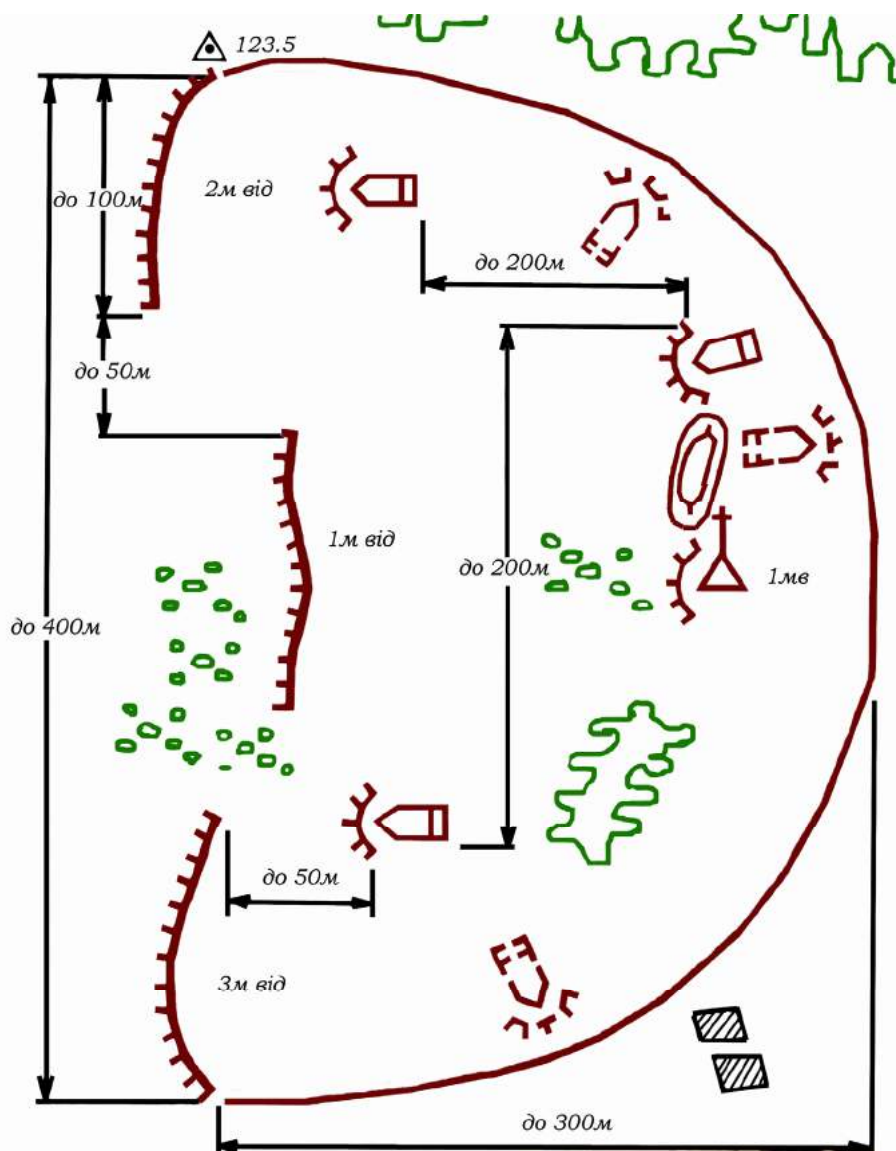 123.5
2м від
до 100м
до 200м
до 50м
1м від
до 200м
1мв
до 400м
до 50м
3м від
до 300м